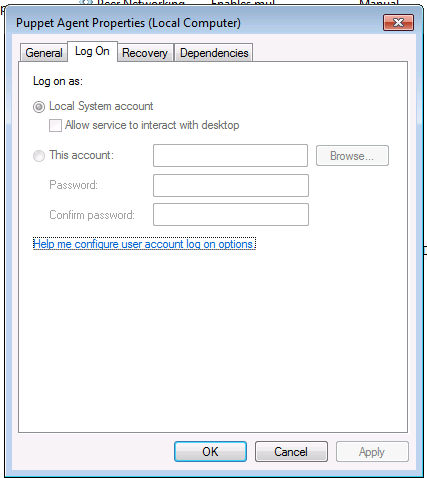 Peer Networking Enables mul Manual
Puppet Agent Properties (Local Computer)
General Log On Recovery Dependencies
Log on as:
Local System account
Allow service to interact with desktop
This account: Browse...
Password:
Confirm password:
Help me configure user account log on options.
OK Cancel Apply